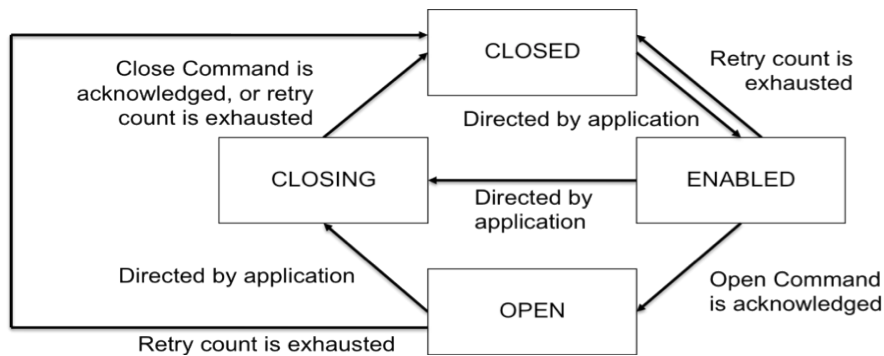 CLOSED
Close Command is
acknowledged, or retry
count is exhausted
Retry count is
exhausted
Directed by application
CLOSING
ENABLED
Directed by
application
Directed by application
Open Command
is acknowledged
OPEN
Retry count is exhausted